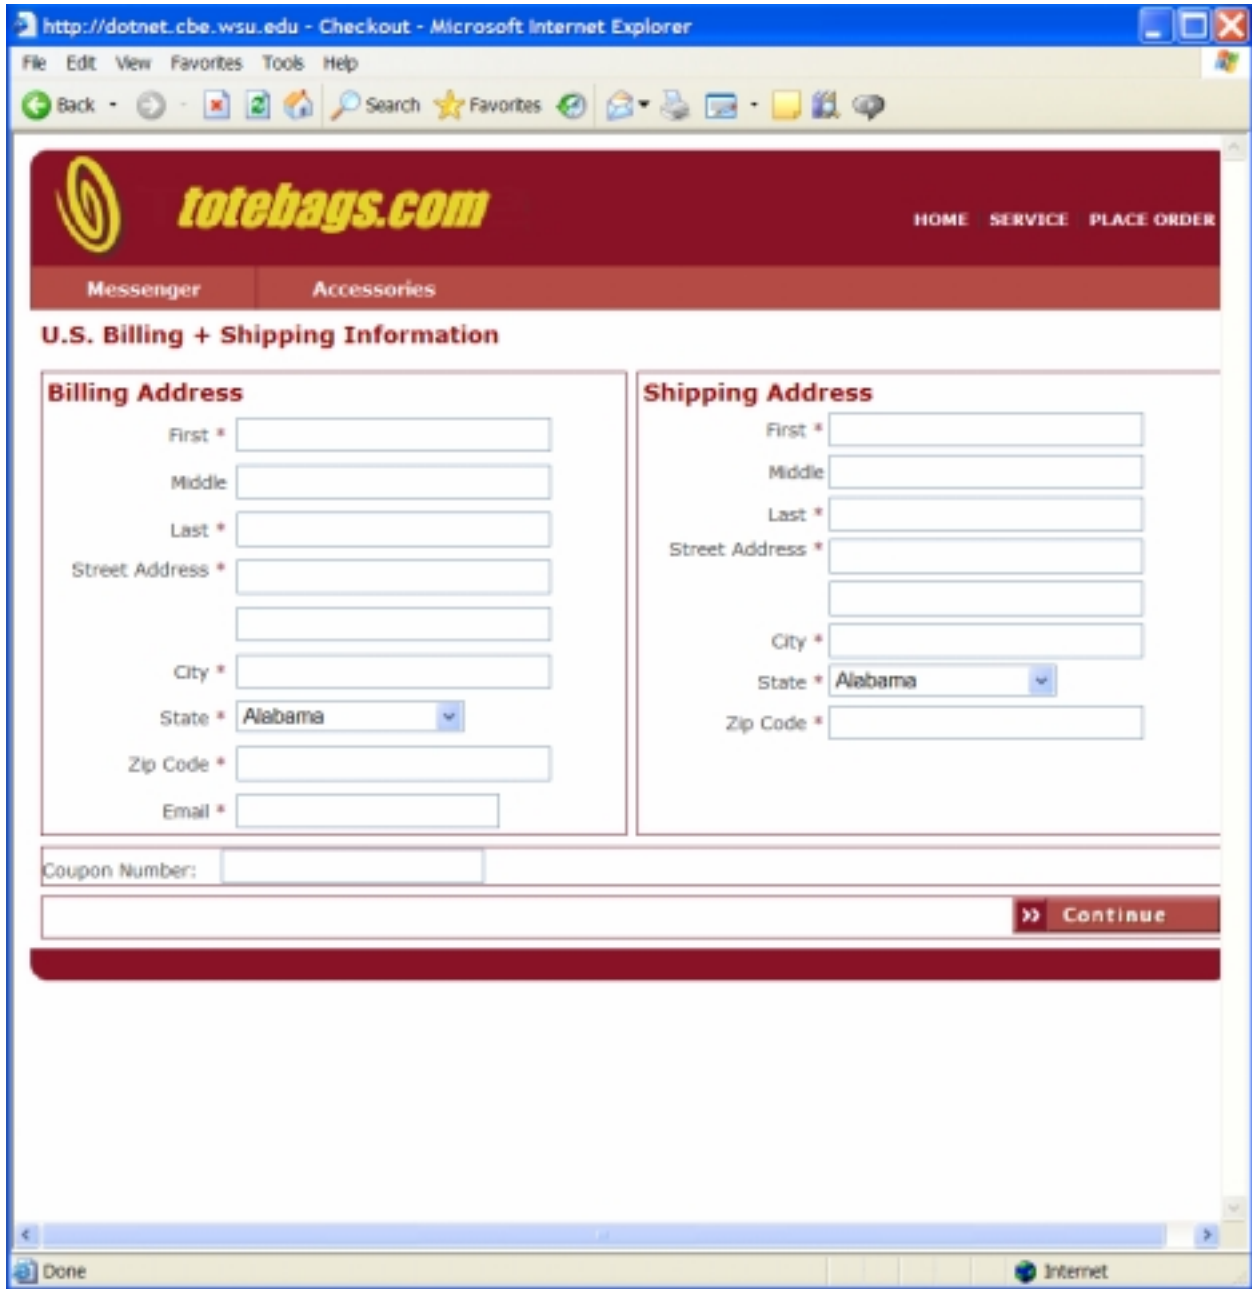 http://dotnet.cbe.wsu.edu - Checkout - Microsoft Internet Explorer
File Edit View Favorites Tools Help
Back Search Favorites
totebags.com
HOME SERVICE PLACE ORDER
Messenger Accessories
U.S. Billing + Shipping Information
Billing Address
First *
Middle
Last *
Street Address *
City *
State * Alabama
Zip Code *
Email *
Shipping Address
First *
Middle
Last *
Street Address *
City *
State * Alabama
Zip Code *
Coupon Number:
>> Continue
Done Internet